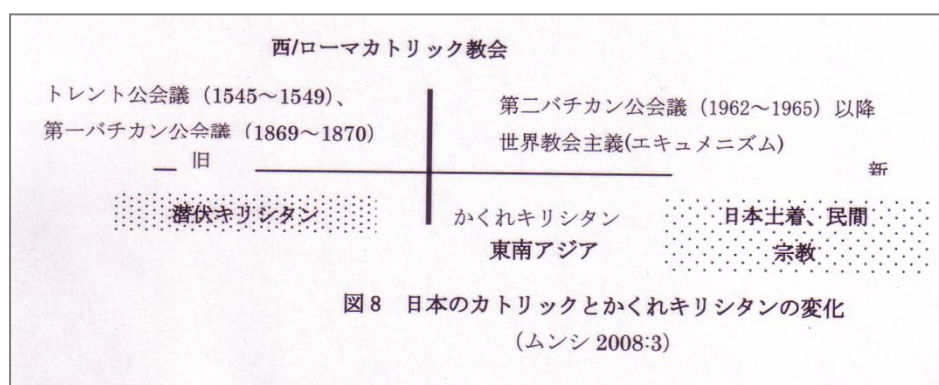 西/ローマカトリック教会
トレント公会議（1545～1549）、
第一バチカン公会議（1869～1870）
第二バチカン公会議（1962～1965）以降
世界教会主義(エキュメニズム)
旧
新
潜伏キリシタン
かくれキリシタン
東南アジア
日本土着、民間
宗教
図8　日本のカトリックとかくれキリシタンの変化
（ムンシ 2008:3）